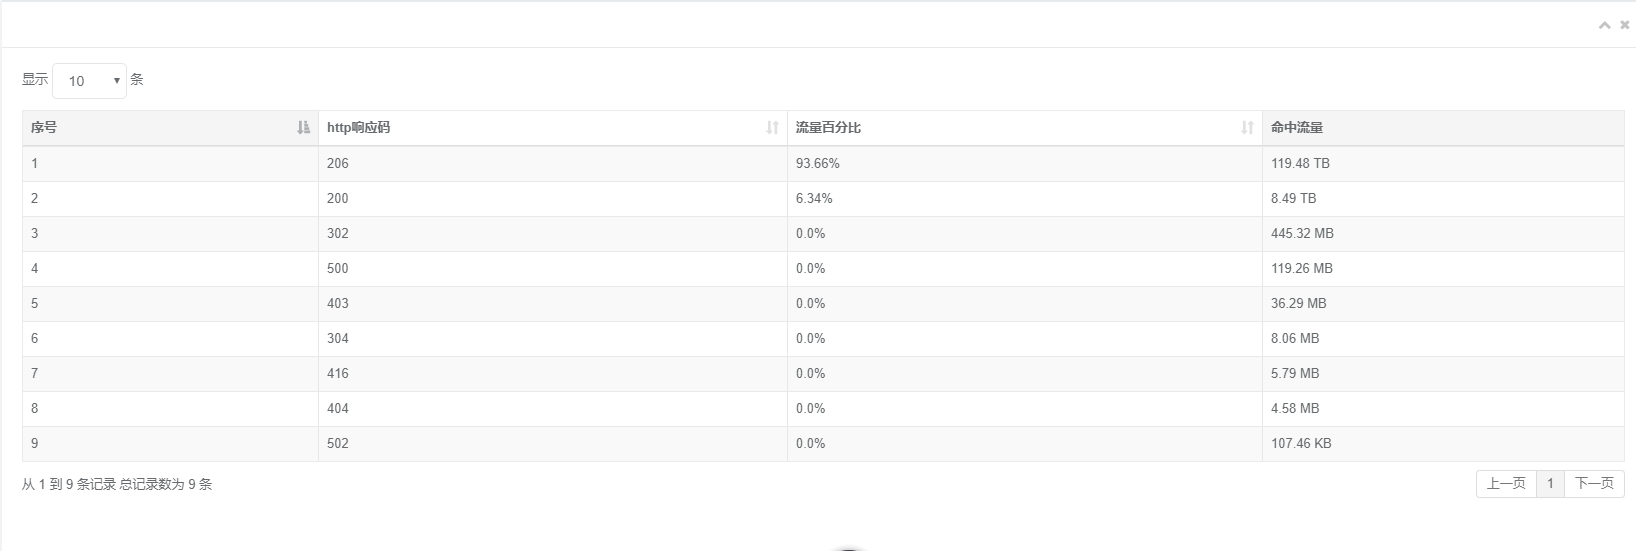 显示 10 条
序号 http响应码 流量百分比 命中流量
1 206 93.66% 119.48 TB
2 200 6.34% 8.49 TB
3 302 0.0% 445.32 MB
4 500 0.0% 119.26 MB
5 403 0.0% 36.29 MB
6 304 0.0% 8.06 MB
7 416 0.0% 5.79 MB
8 404 0.0% 4.58 MB
9 502 0.0% 107.46 KB
从 1 到 9 条记录 总记录数为 9 条 上一页 1 下一页